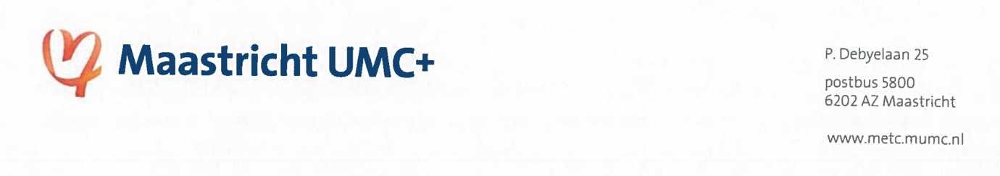 Maastricht UMC+
P. Debyelaan 25
postbus 5800
6202 AZ Maastricht
www.metc.mumc.nl